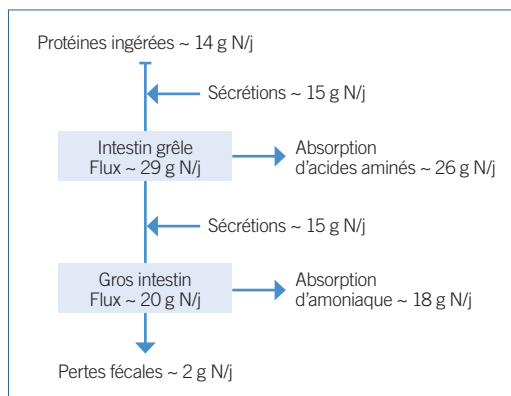 Protéines ingérées ~ 14 g N/j
Sécrétions ~ 15 g N/j
Intestin grêle
Flux ~ 29 g N/j
Absorption
d'acides aminés ~ 26 g N/j
Sécrétions ~ 15 g N/j
Gros intestin
Flux ~ 20 g N/j
Absorption
d'amoniaque ~ 18 g N/j
Pertes fécales ~ 2 g N/j